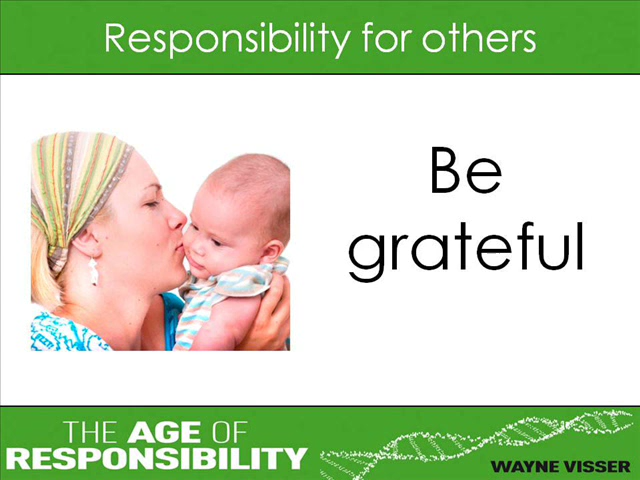 Responsibility for others
Be
grateful
THE AGE OF
RESPONSIBILITY
WAYNE VISSER